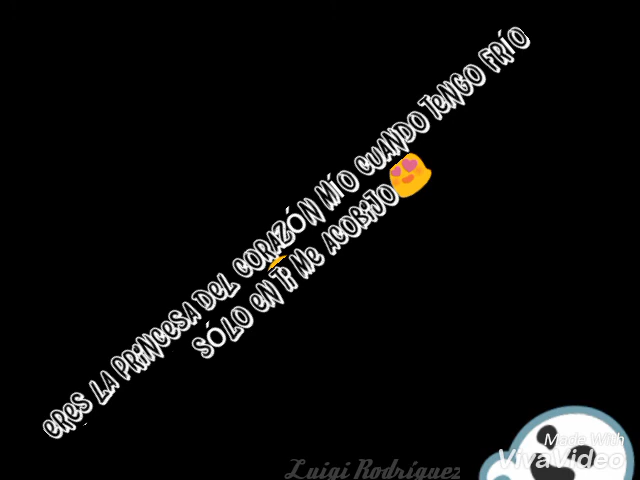 eRes LA PRiNCesA DeL CORAZÓN MÍO CUANDO TeNGO FRÍO
SÓLO eN Ti Me ACOBiJO😍
Luigi Rodriguez
Made With
VivaVideo